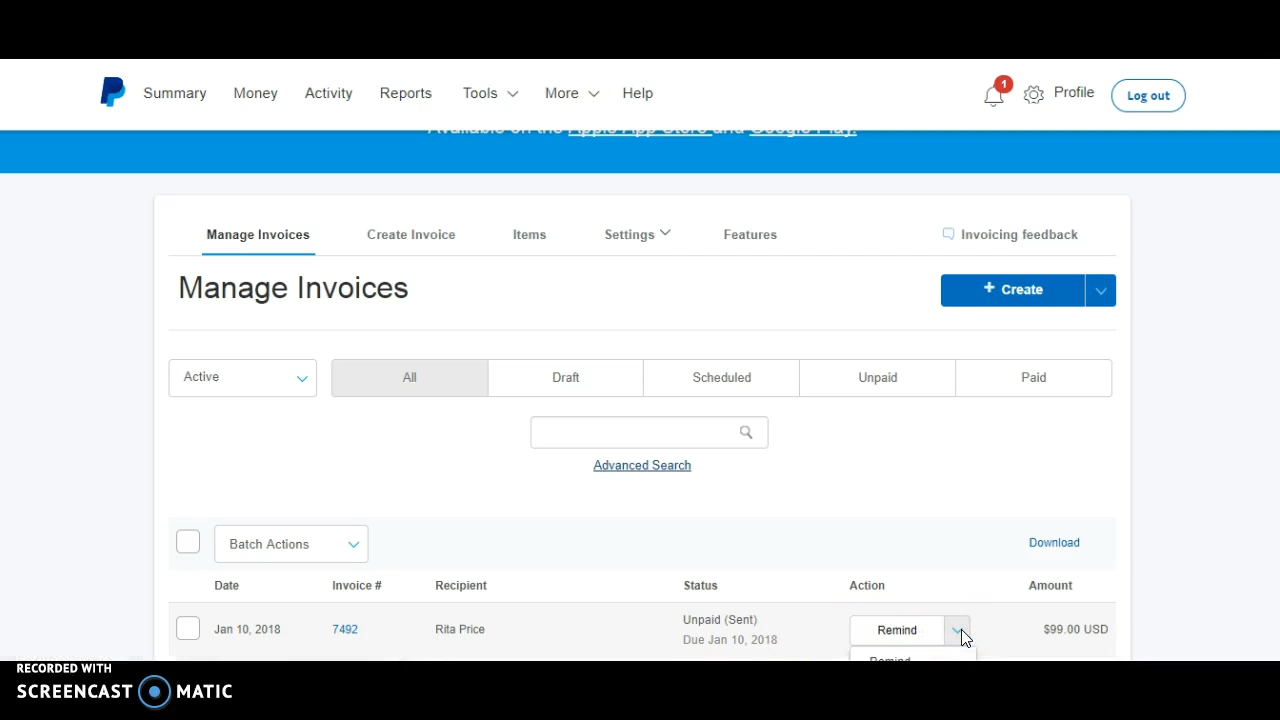 Summary Money Activity Reports Tools More Help 1 Profile Log out
Available on the Apple App Store and Google Play.
Manage Invoices Create Invoice Items Settings Features Invoicing feedback
Manage Invoices + Create
Active All Draft Scheduled Unpaid Paid
Advanced Search
Batch Actions Download
Date Invoice # Recipient Status Action Amount
Jan 10, 2018 7492 Rita Price Unpaid (Sent) Remind $99.00 USD
Due Jan 10, 2018
Remind
RECORDED WITH
SCREENCAST MATIC